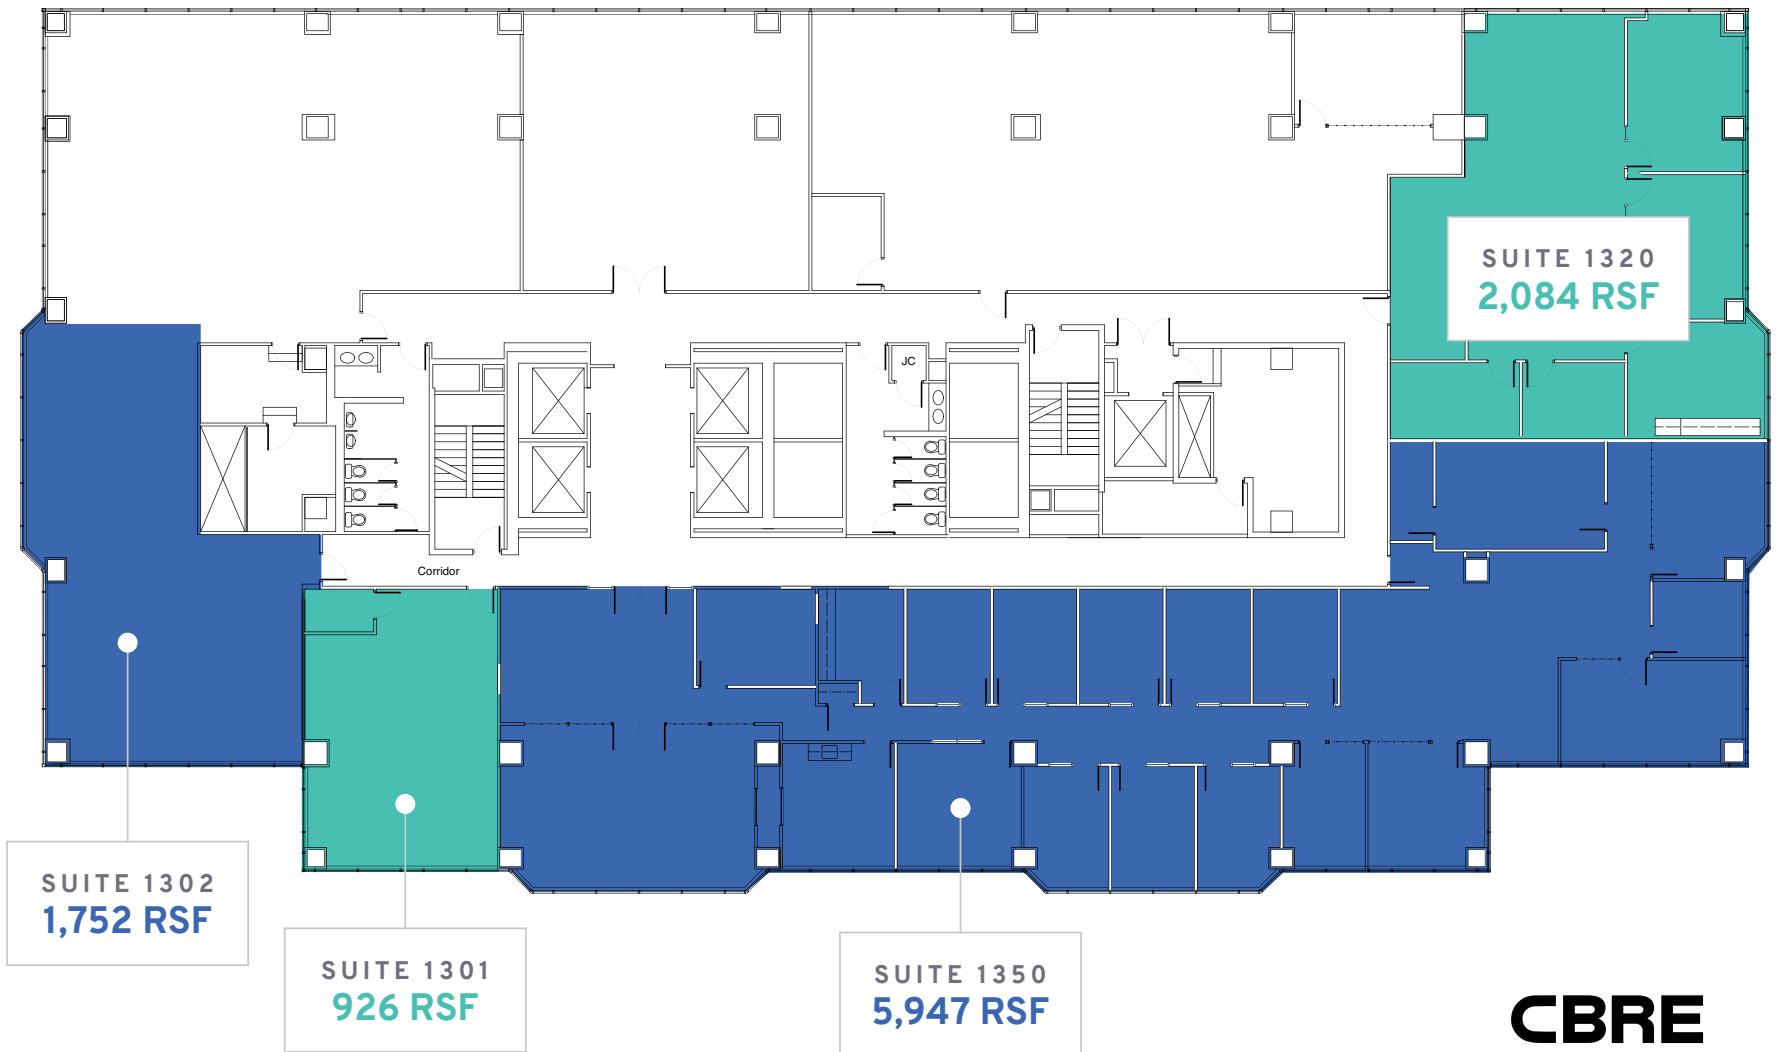 SUITE 1320
2,084 RSF
JC
Corridor
SUITE 1302
1,752 RSF
SUITE 1301
926 RSF
SUITE 1350
5,947 RSF
CBRE